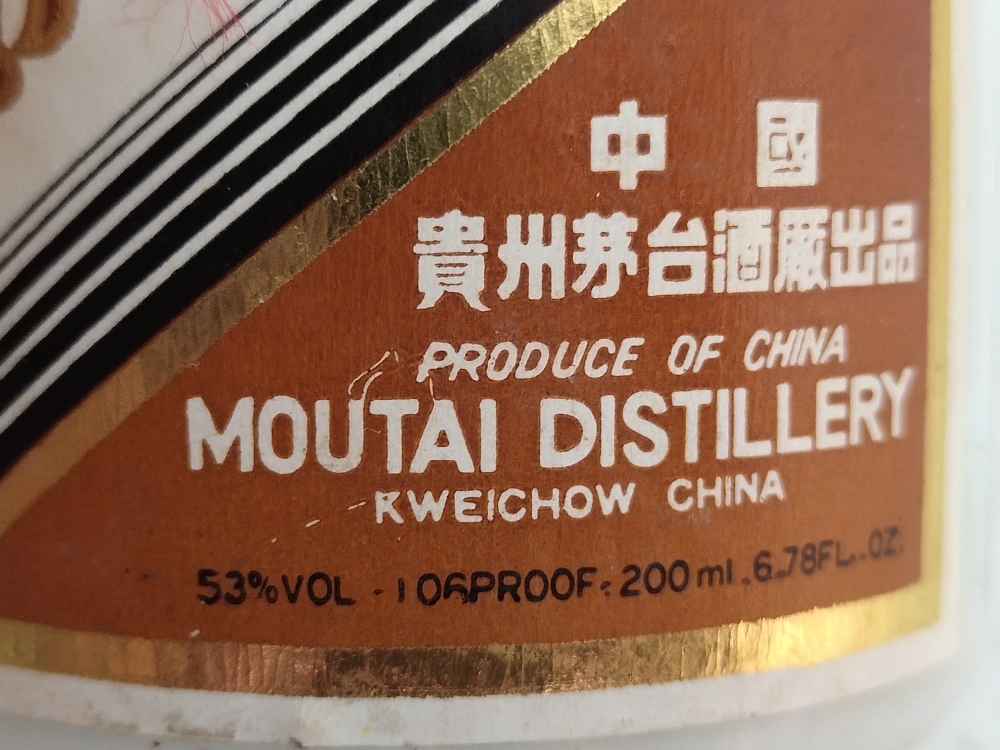 中國
貴州茅台酒厰出品
PRODUCE OF CHINA
MOUTAI DISTILLERY
KWEICHOW CHINA
53%VOL · 106PROOF: 200ml. 6.78FL. OZ.